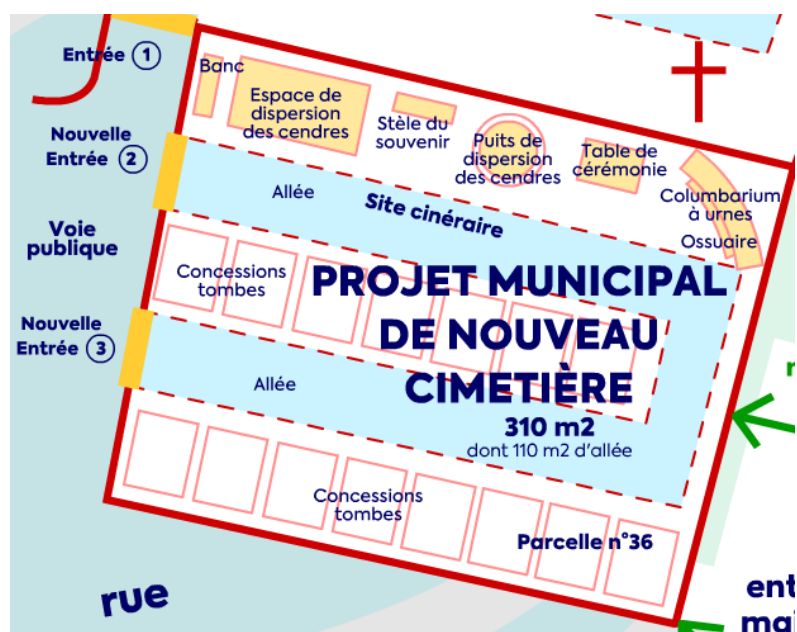 Entrée 1
Banc
Espace de
dispersion
des cendres
Stèle du
souvenir
Puits de
dispersion
des cendres
Table de
cérémonie
Columbarium
à urnes
Ossuaire
Nouvelle
Entrée 2
Allée
Site cinéraire
Voie
publique
Concessions
tombes
PROJET MUNICIPAL
DE NOUVEAU
CIMETIÈRE
310 m2
dont 110 m2 d'allée
Nouvelle
Entrée 3
Allée
Concessions
tombes
Parcelle n°36
rue
ent